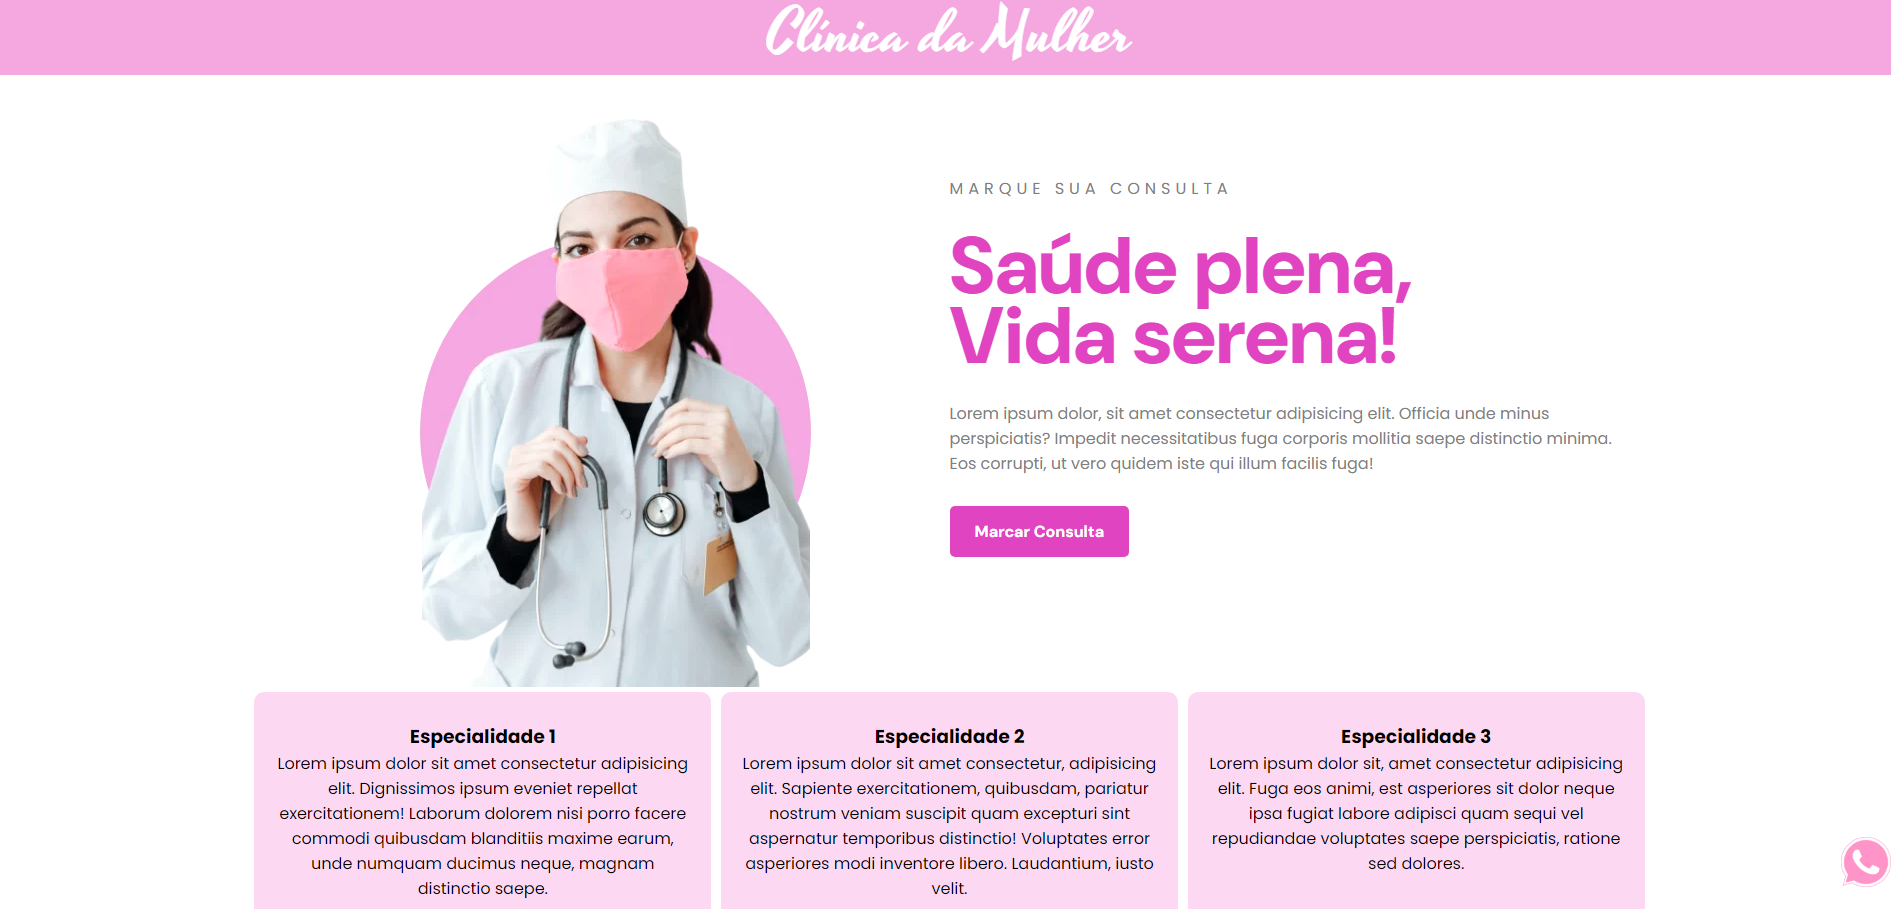 Clínica da Mulher
MARQUE SUA CONSULTA
Saúde plena,
Vida serena!
Lorem ipsum dolor, sit amet consectetur adipisicing elit. Officia unde minus
perspiciatis? Impedit necessitatibus fuga corporis mollitia saepe distinctio minima.
Eos corrupti, ut vero quidem iste qui illum facilis fuga!
Marcar Consulta
Especialidade 1
Lorem ipsum dolor sit amet consectetur adipisicing
elit. Dignissimos ipsum eveniet repellat
exercitationem! Laborum dolorem nisi porro facere
commodi quibusdam blanditiis maxime earum,
unde numquam ducimus neque, magnam
distinctio saepe.
Especialidade 2
Lorem ipsum dolor sit amet consectetur, adipisicing
elit. Sapiente exercitationem, quibusdam, pariatur
nostrum veniam suscipit quam excepturi sint
aspernatur temporibus distinctio! Voluptates error
asperiores modi inventore libero. Laudantium, iusto
velit.
Especialidade 3
Lorem ipsum dolor sit, amet consectetur adipisicing
elit. Fuga eos animi, est asperiores sit dolor neque
ipsa fugiat labore adipisci quam sequi vel
repudiandae voluptates saepe perspiciatis, ratione
sed dolores.